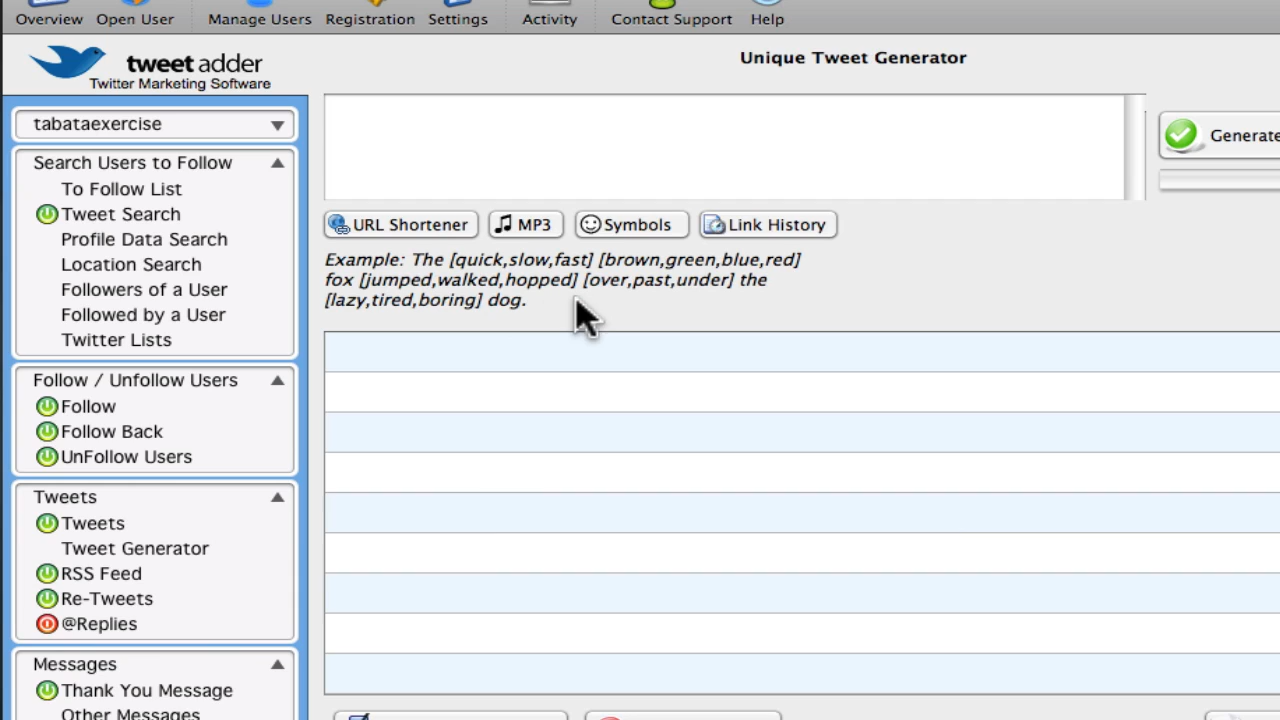 Overview Open User Manage Users Registration Settings Activity Contact Support Help
tweet adder
Twitter Marketing Software
Unique Tweet Generator
tabataexercise
Search Users to Follow
To Follow List
Tweet Search
Profile Data Search
Location Search
Followers of a User
Followed by a User
Twitter Lists
Follow / Unfollow Users
Follow
Follow Back
UnFollow Users
Tweets
Tweets
Tweet Generator
RSS Feed
Re-Tweets
@Replies
Messages
Thank You Message
Other Messages
Generate
URL Shortener MP3 Symbols Link History
Example: The [quick,slow,fast] [brown,green,blue,red]
fox [jumped,walked,hopped] [over,past,under] the
[lazy,tired,boring] dog.